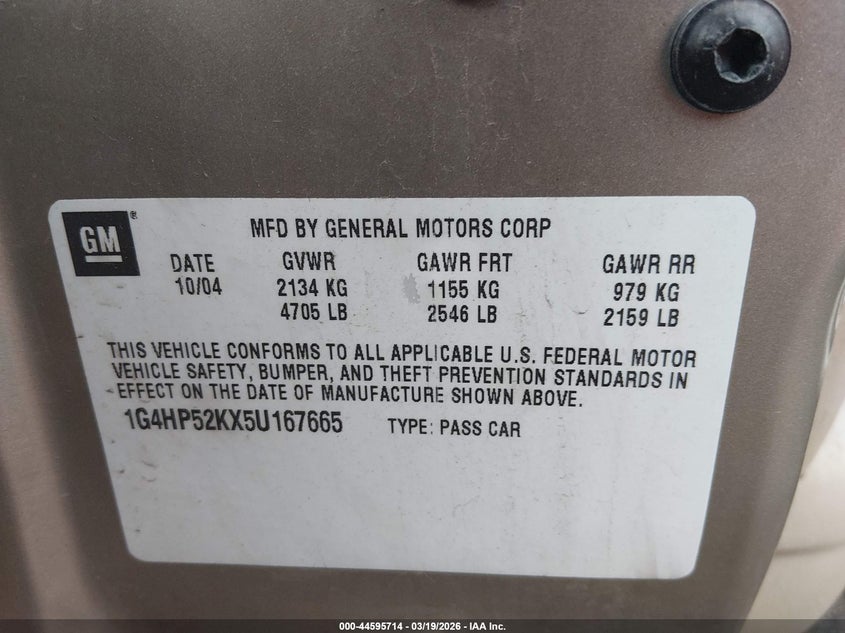 GM®
MFD BY GENERAL MOTORS CORP
DATE GVWR GAWR FRT GAWR RR
10/04 2134 KG 1155 KG 979 KG
4705 LB 2546 LB 2159 LB
THIS VEHICLE CONFORMS TO ALL APPLICABLE U.S. FEDERAL MOTOR
VEHICLE SAFETY, BUMPER, AND THEFT PREVENTION STANDARDS IN
EFFECT ON THE DATE OF MANUFACTURE SHOWN ABOVE.
1G4HP52KX5U167665 TYPE: PASS CAR
000-44595714 | 03/19/2026 | IAA Inc.